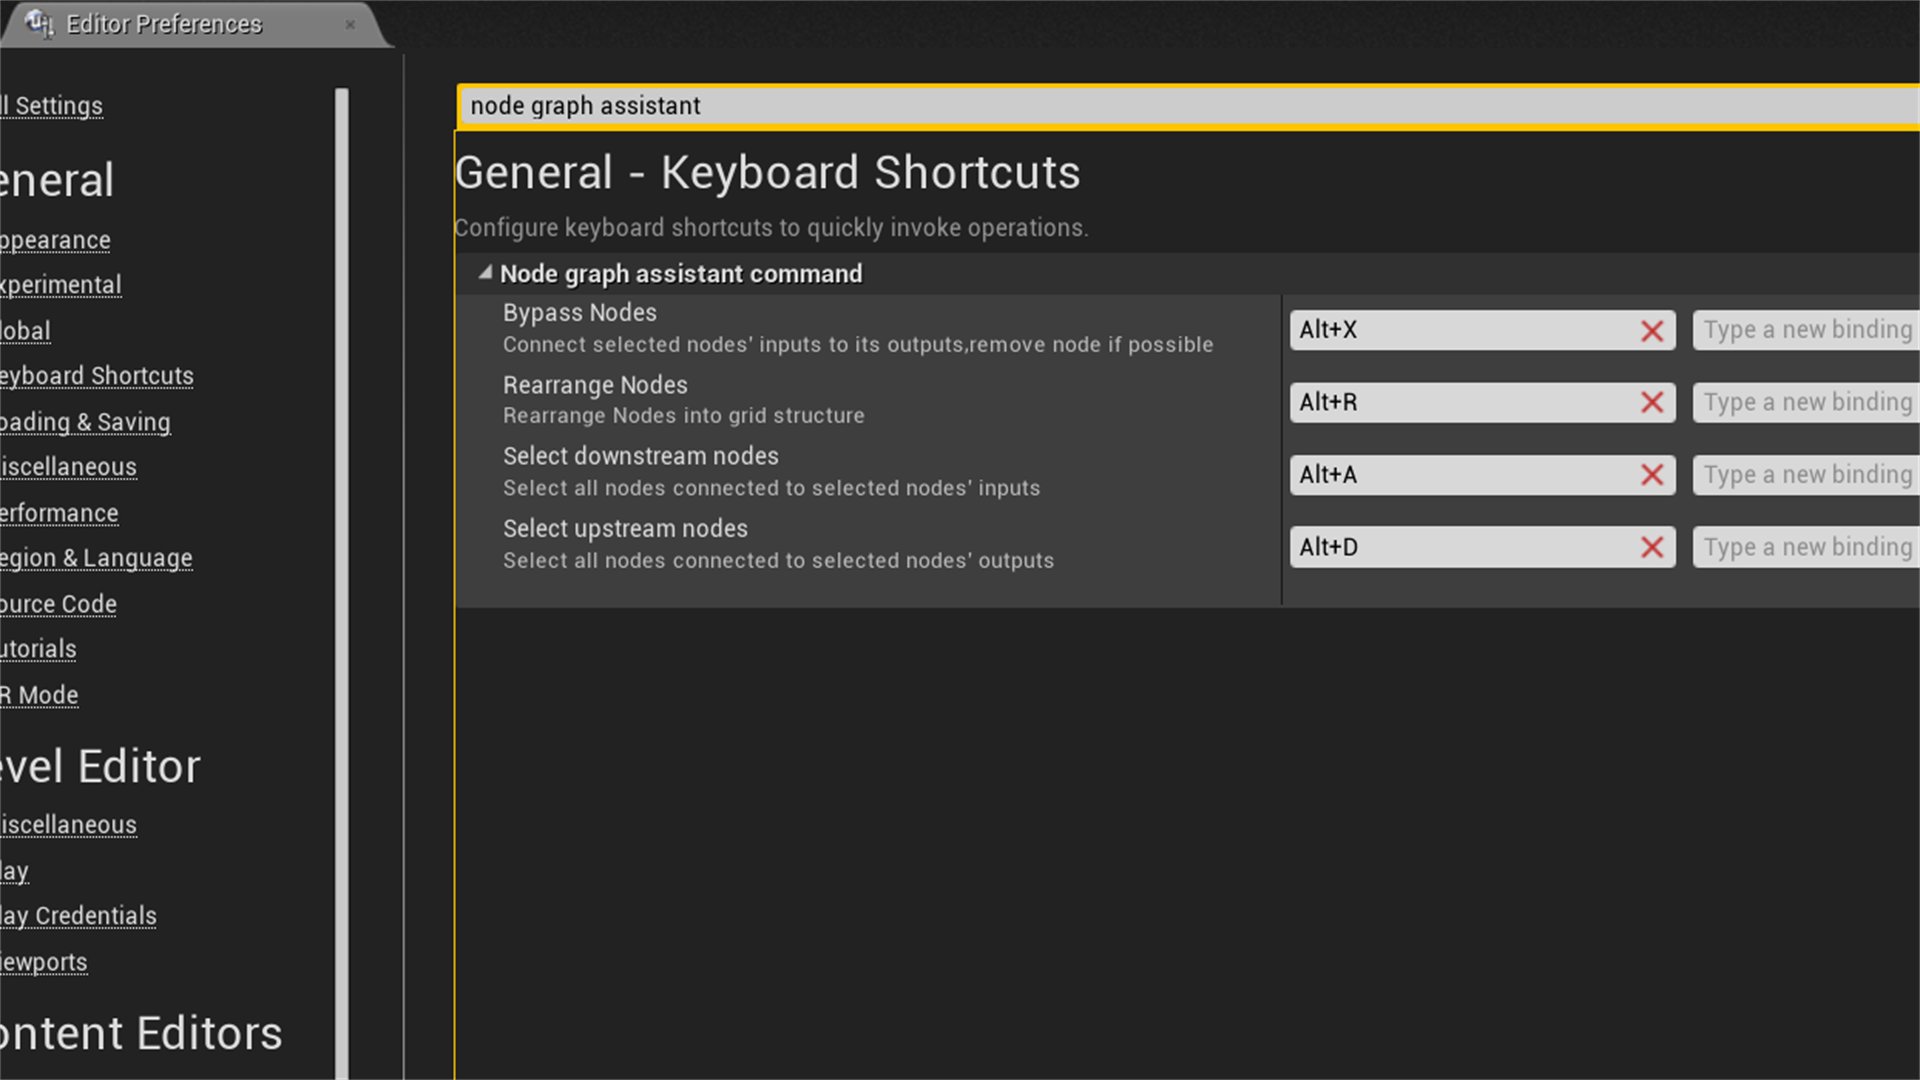 Editor Preferences
ll Settings
eneral
ppearance
xperimental
lobal
eyboard Shortcuts
oading & Saving
iscellaneous
erformance
egion & Language
ource Code
utorials
R Mode
evel Editor
iscellaneous
lay
lay Credentials
iewports
ontent Editors
node graph assistant
General - Keyboard Shortcuts
Configure keyboard shortcuts to quickly invoke operations.
Node graph assistant command
Bypass Nodes
Connect selected nodes' inputs to its outputs,remove node if possible
Alt+X
Type a new binding
Rearrange Nodes
Rearrange Nodes into grid structure
Alt+R
Type a new binding
Select downstream nodes
Select all nodes connected to selected nodes' inputs
Alt+A
Type a new binding
Select upstream nodes
Select all nodes connected to selected nodes' outputs
Alt+D
Type a new binding